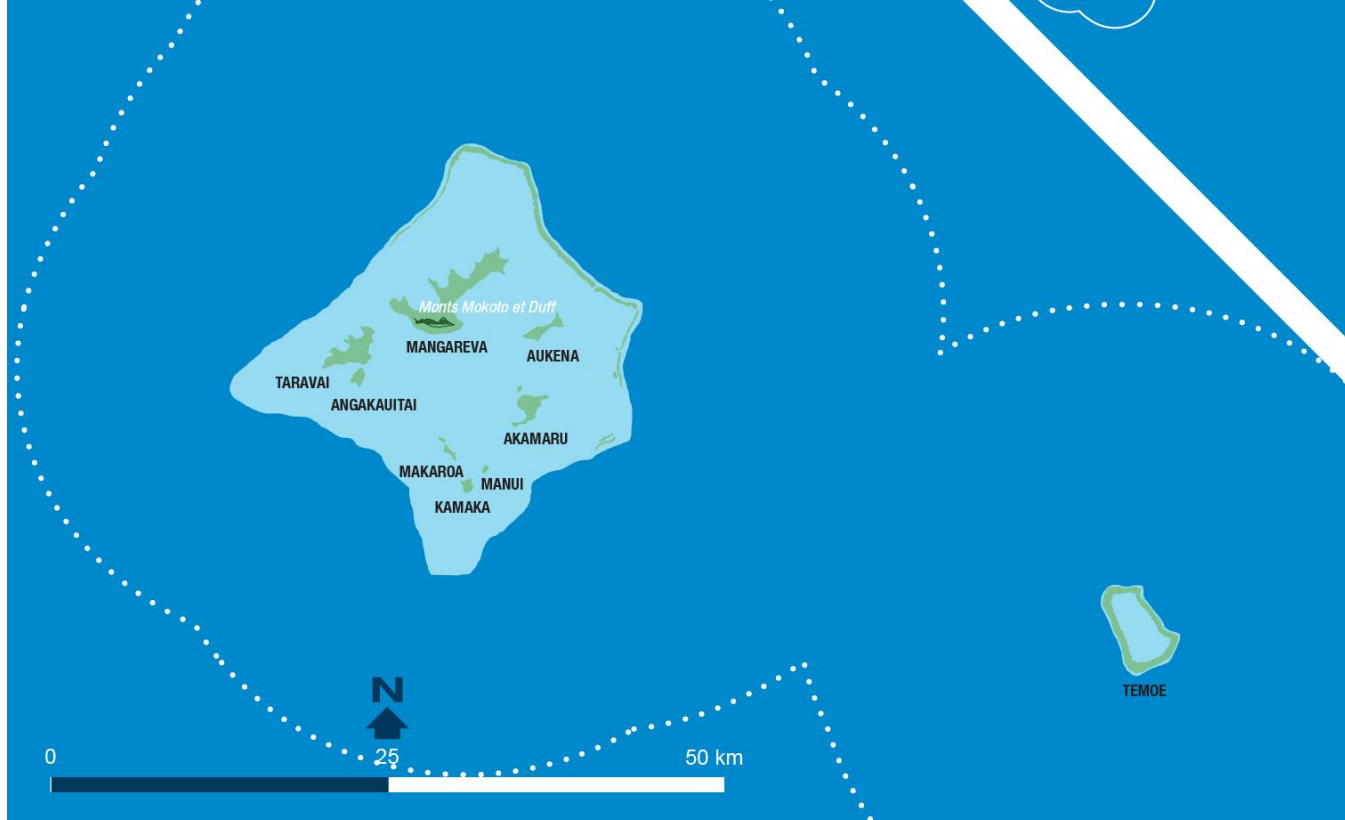 Monts Mokoto et Duff
MANGAREVA
AUKENA
TARAVAI
ANGAKAUITAI
AKAMARU
MAKAROA
MANUI
KAMAKA
TEMOE
N
0
25
50 km